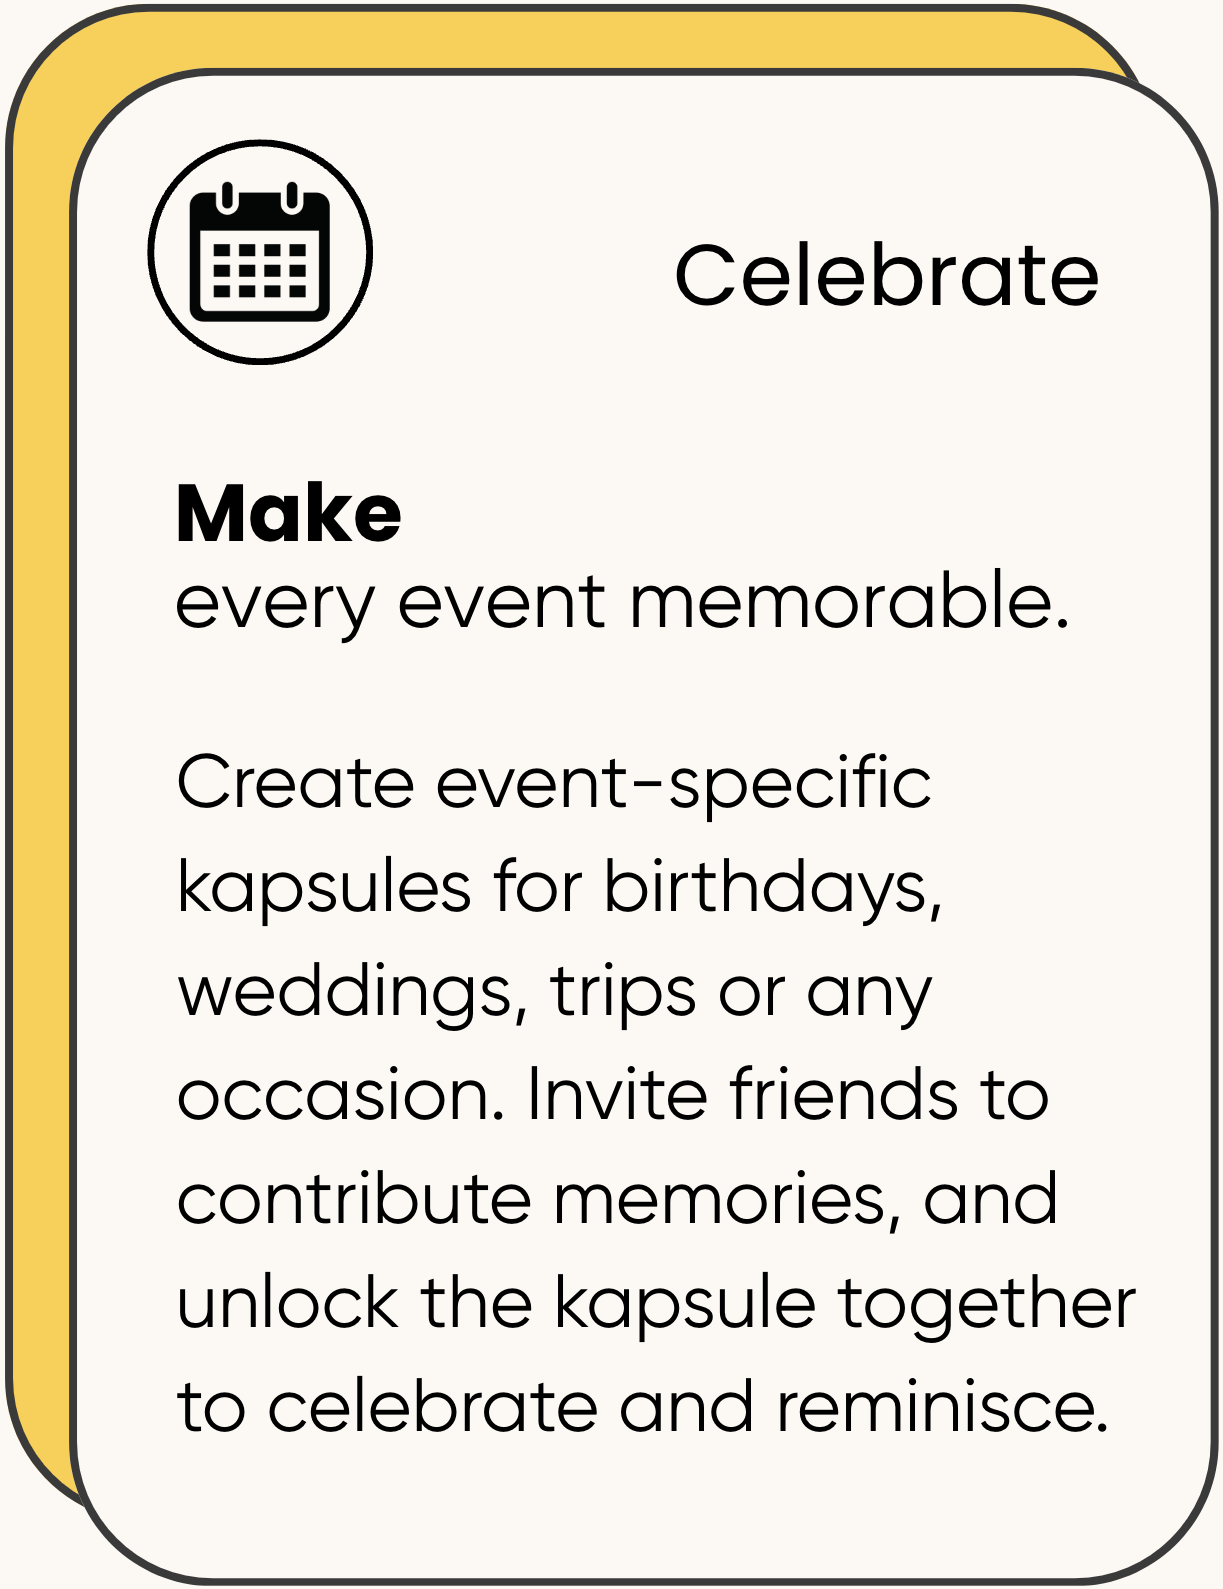 Celebrate
Make
every event memorable.
Create event-specific
kapsules for birthdays,
weddings, trips or any
occasion. Invite friends to
contribute memories, and
unlock the kapsule together
to celebrate and reminisce.